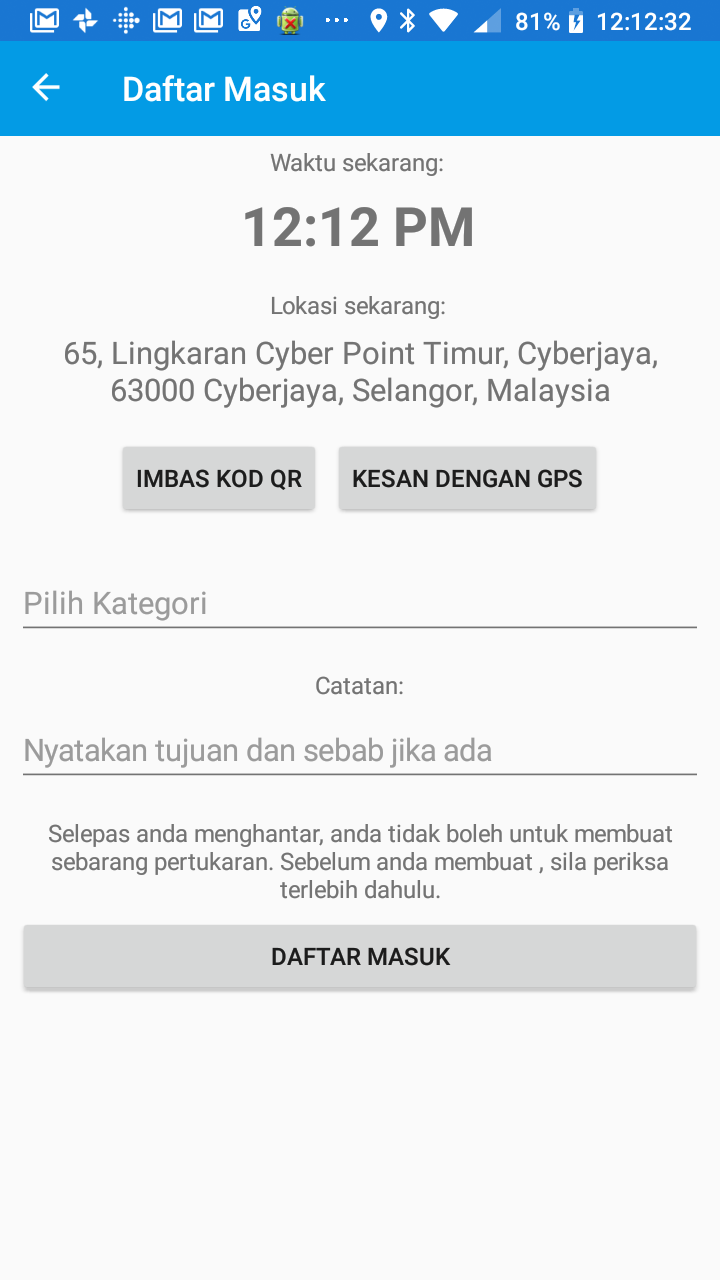 81% 12:12:32
Daftar Masuk
Waktu sekarang:
12:12 PM
Lokasi sekarang:
65, Lingkaran Cyber Point Timur, Cyberjaya,
63000 Cyberjaya, Selangor, Malaysia
IMBAS KOD QR KESAN DENGAN GPS
Pilih Kategori
Catatan:
Nyatakan tujuan dan sebab jika ada
Selepas anda menghantar, anda tidak boleh untuk membuat
sebarang pertukaran. Sebelum anda membuat , sila periksa
terlebih dahulu.
DAFTAR MASUK